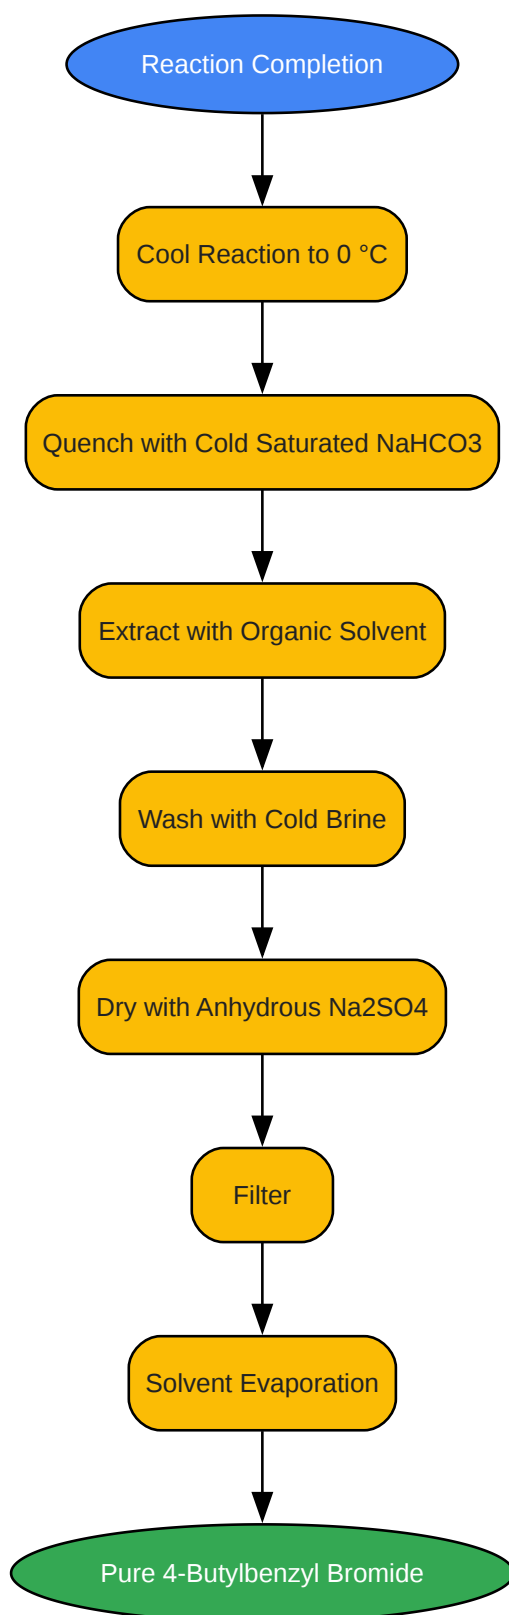 Reaction Completion
Cool Reaction to 0 °C
Quench with Cold Saturated NaHCO3
Extract with Organic Solvent
Wash with Cold Brine
Dry with Anhydrous Na2SO4
Filter
Solvent Evaporation
Pure 4-Butylbenzyl Bromide